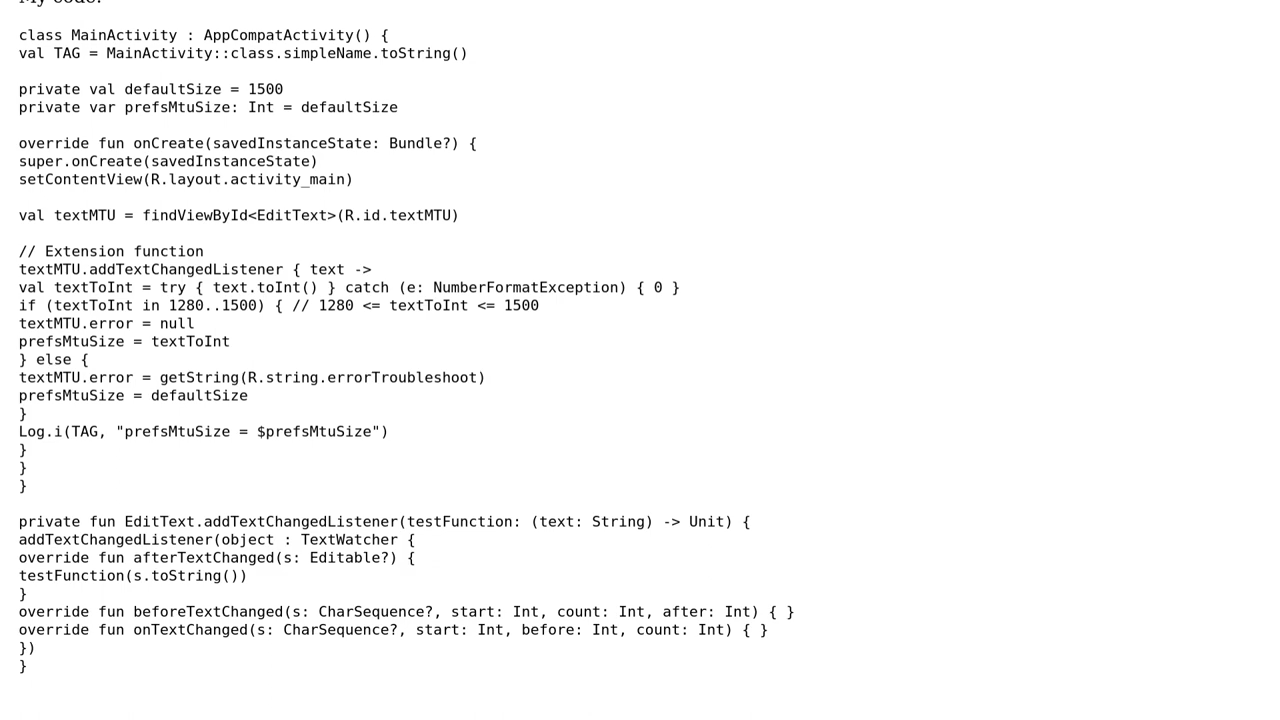 My code:
class MainActivity : AppCompatActivity() {
val TAG = MainActivity::class.simpleName.toString()
private val defaultSize = 1500
private var prefsMtuSize: Int = defaultSize
override fun onCreate(savedInstanceState: Bundle?) {
super.onCreate(savedInstanceState)
setContentView(R.layout.activity_main)
val textMTU = findViewById<EditText>(R.id.textMTU)
// Extension function
textMTU.addTextChangedListener { text ->
val textToInt = try { text.toInt() } catch (e: NumberFormatException) { 0 }
if (textToInt in 1280..1500) { // 1280 <= textToInt <= 1500
textMTU.error = null
prefsMtuSize = textToInt
} else {
textMTU.error = getString(R.string.errorTroubleshoot)
prefsMtuSize = defaultSize
}
Log.i(TAG, "prefsMtuSize = $prefsMtuSize")
}
}
}
private fun EditText.addTextChangedListener(testFunction: (text: String) -> Unit) {
addTextChangedListener(object : TextWatcher {
override fun afterTextChanged(s: Editable?) {
testFunction(s.toString())
}
override fun beforeTextChanged(s: CharSequence?, start: Int, count: Int, after: Int) { }
override fun onTextChanged(s: CharSequence?, start: Int, before: Int, count: Int) { }
})
}